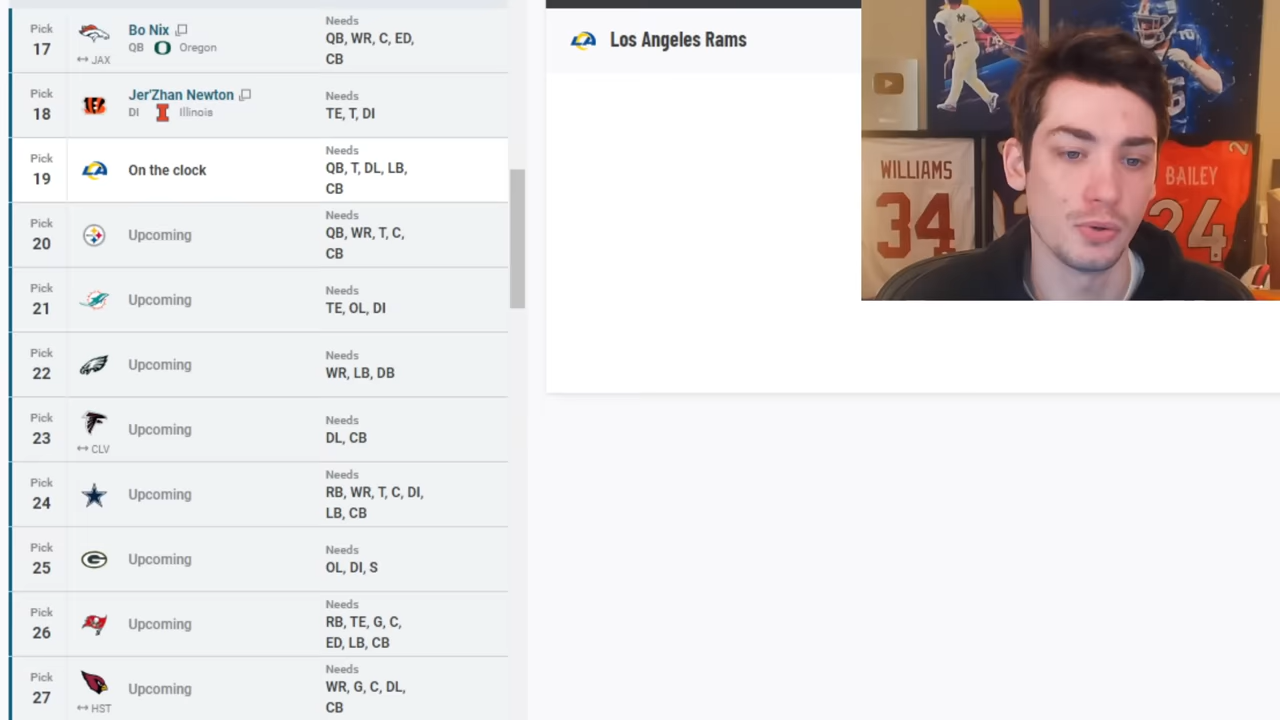 Pick
17
Bo Nix
QB Oregon
↔ JAX
Needs
QB, WR, C, ED,
CB
Pick
18
Jer'Zhan Newton
DI Illinois
Needs
TE, T, DI
Pick
19
On the clock
Needs
QB, T, DL, LB,
CB
Pick
20
Upcoming
Needs
QB, WR, T, C,
CB
Pick
21
Upcoming
Needs
TE, OL, DI
Pick
22
Upcoming
Needs
WR, LB, DB
Pick
23
↔ CLV
Upcoming
Needs
DL, CB
Pick
24
Upcoming
Needs
RB, WR, T, C, DI,
LB, CB
Pick
25
Upcoming
Needs
OL, DI, S
Pick
26
Upcoming
Needs
RB, TE, G, C,
ED, LB, CB
Pick
27
↔ HST
Upcoming
Needs
WR, G, C, DL,
CB
Los Angeles Rams
WILLIAMS
34
BAILEY
24
2